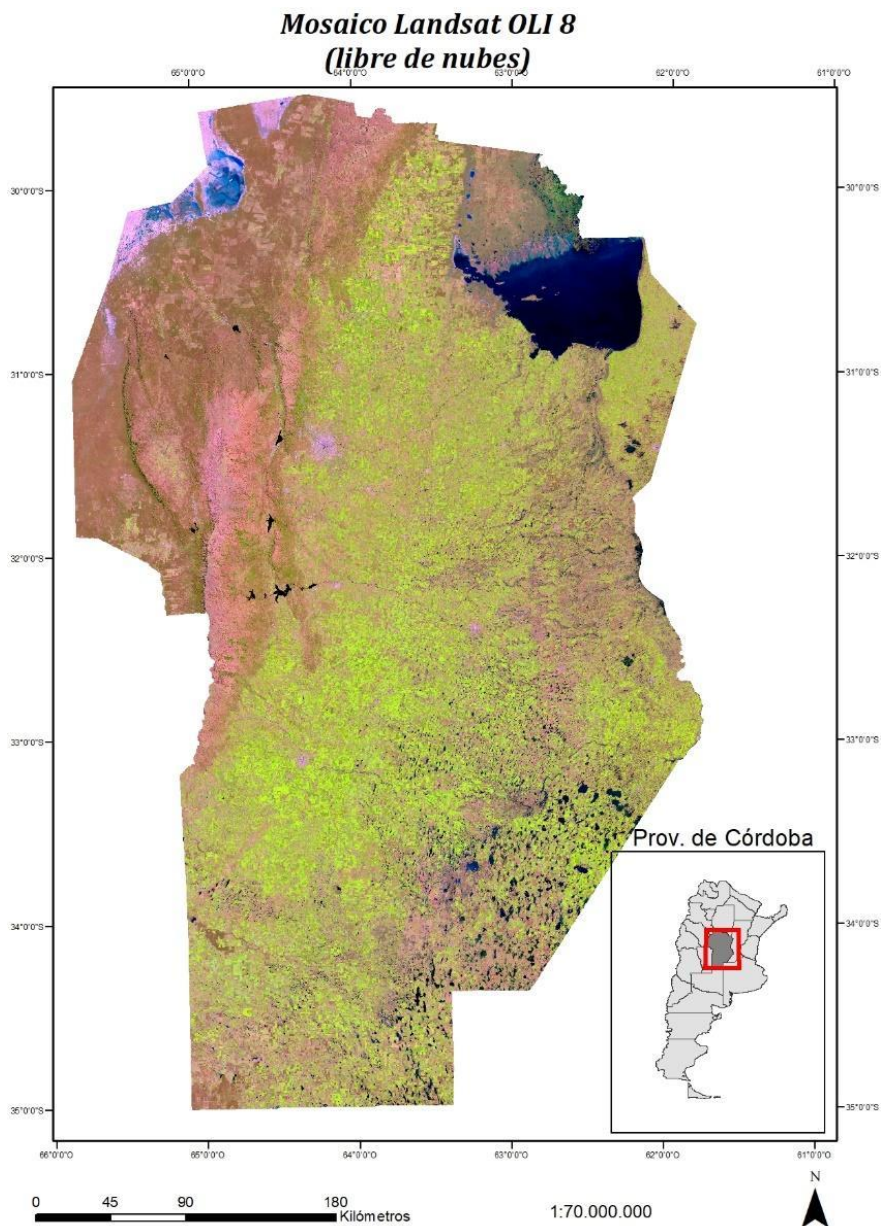 Mosaico Landsat OLI 8
(libre de nubes)
65°0'0"O 64°0'0"O 63°0'0"O 62°0'0"O 61°0'0"O
30°0'0"S 30°0'0"S
31°0'0"S 31°0'0"S
32°0'0"S 32°0'0"S
33°0'0"S 33°0'0"S
Prov. de Córdoba
34°0'0"S 34°0'0"S
35°0'0"S 35°0'0"S
66°0'0"O 65°0'0"O 64°0'0"O 63°0'0"O 62°0'0"O 61°0'0"O
N
0 45 90 180
Kilómetros
1:70.000.000